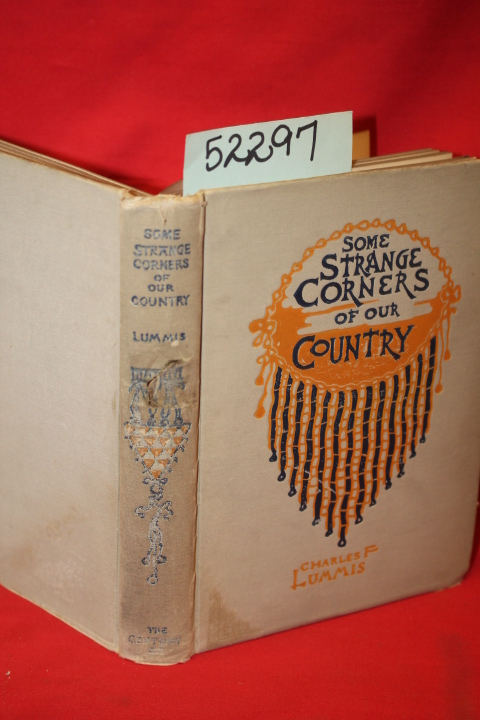 52297
SOME
STRANGE
CORNERS
OF
OUR
COUNTRY
LUMMIS
THE
CENTURY
SOME
STRANGE
CORNERS
OF OUR
COUNTRY
CHARLES F
LUMMIS